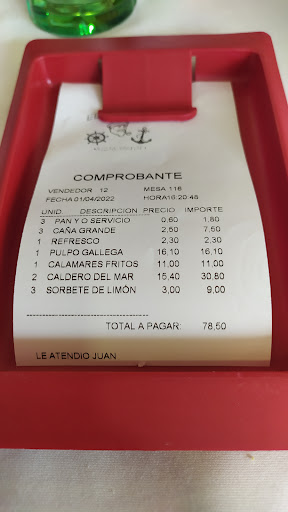 COMPROBANTE
VENDEDOR 12 MESA 116
FECHA 01/04/2022 HORA16:20:48
UNID. DESCRIPCION PRECIO IMPORTE
3 PAN Y O SERVICIO 0,60 1,80
3 CAÑA GRANDE 2,50 7,50
1 REFRESCO 2,30 2,30
1 PULPO GALLEGA 16,10 16,10
1 CALAMARES FRITOS 11,00 11,00
2 CALDERO DEL MAR 15,40 30,80
3 SORBETE DE LIMÓN 3,00 9,00
TOTAL A PAGAR: 78,50
LE ATENDIO JUAN